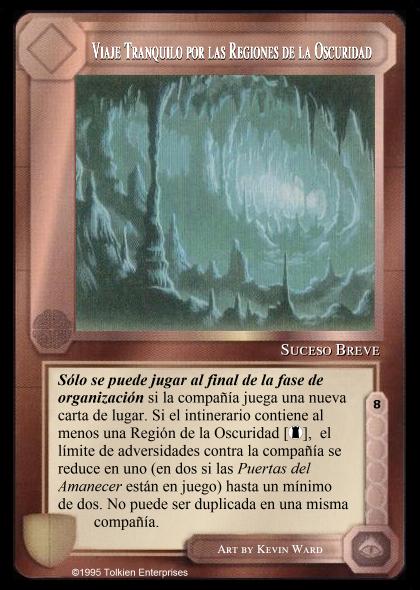 Viaje Tranquilo por las Regiones de la Oscuridad
Suceso Breve
Sólo se puede jugar al final de la fase de
organización si la compañía juega una nueva
carta de lugar. Si el intinerario contiene al
menos una Región de la Oscuridad [ ], el
límite de adversidades contra la compañía se
reduce en uno (en dos si las Puertas del
Amanecer están en juego) hasta un mínimo
de dos. No puede ser duplicada en una misma
compañía.
8
Art by Kevin Ward
©1995 Tolkien Enterprises